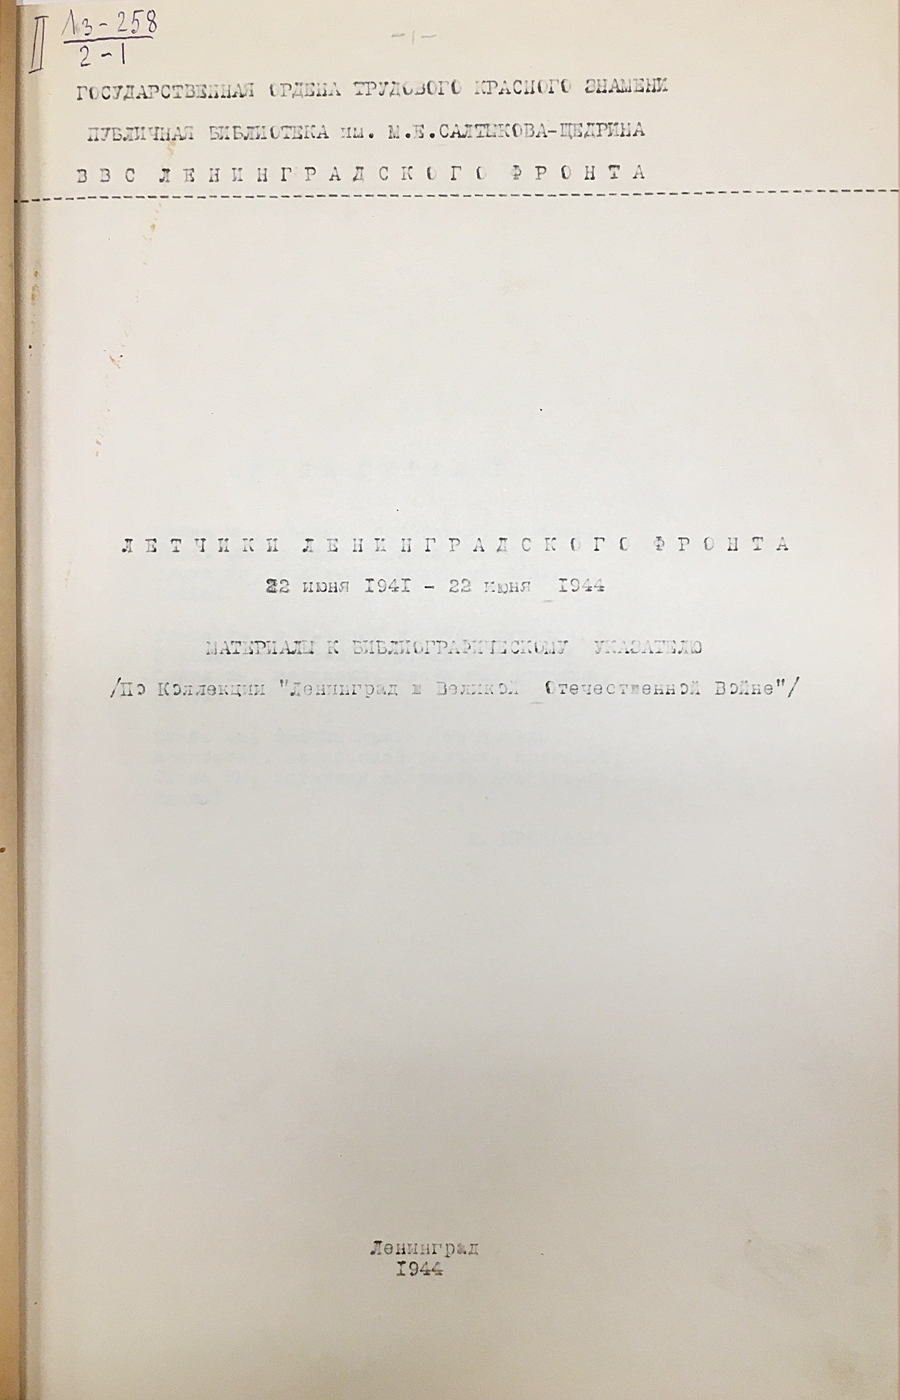 II Лз-258
2-1
-1-
ГОСУДАРСТВЕННАЯ ОРДЕНА ТРУДОВОГО КРАСНОГО ЗНАМЕНИ
ПУБЛИЧНАЯ БИБЛИОТЕКА им. М.Е.САЛТЫКОВА-ЩЕДРИНА
ВВС ЛЕНИНГРАДСКОГО ФРОНТА
ЛЕТЧИКИ ЛЕНИНГРАДСКОГО ФРОНТА
22 июня 1941 - 22 июня 1944
МАТЕРИАЛЫ К БИБЛИОГРАФИЧЕСКОМУ УКАЗАТЕЛЮ
/По Коллекции "Ленинград в Великой Отечественной Войне"/
Ленинград
1944